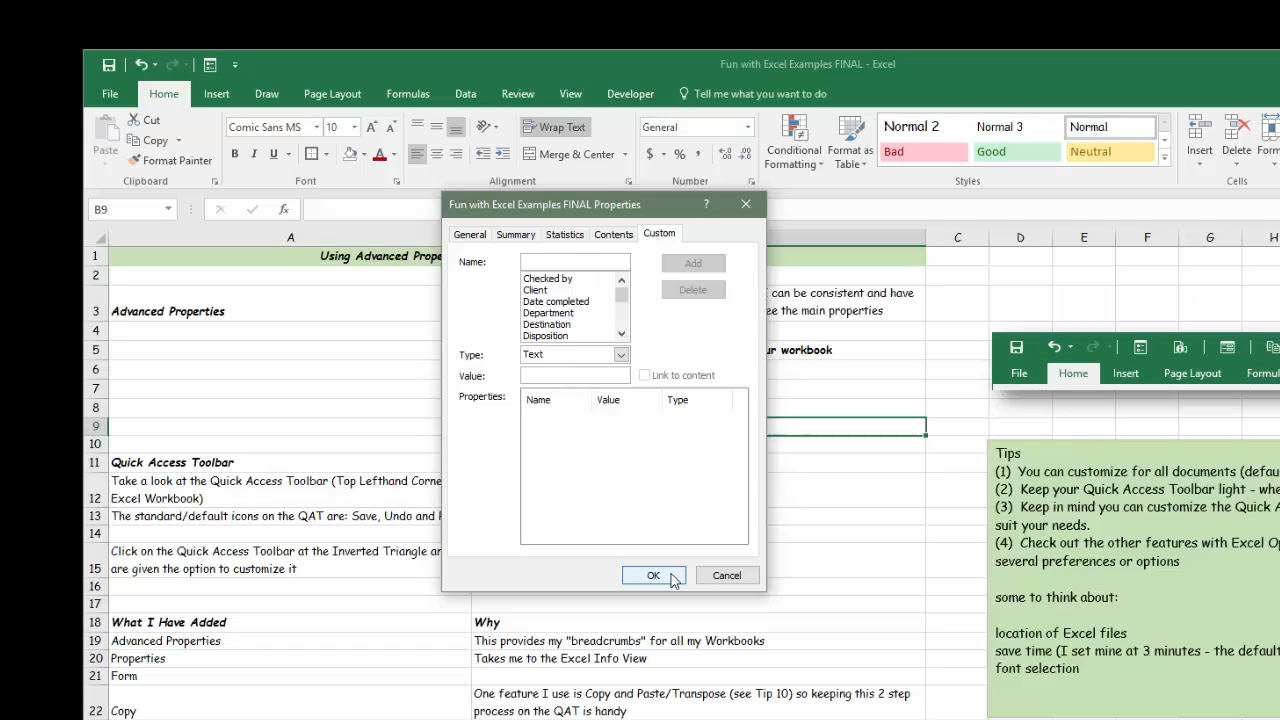 Fun with Excel Examples FINAL - Excel
File Home Insert Draw Page Layout Formulas Data Review View Developer Tell me what you want to do
Paste
Cut
Copy
Format Painter
Clipboard
Comic Sans MS 10
B I U
Font
Wrap Text
Merge & Center
Alignment
General
$ % ,
Number
Conditional
Formatting
Format as
Table
Normal 2 Normal 3 Normal
Bad Good Neutral
Styles
Insert Delete Form
Cells
B9 fx
A C D E F G H
1 Using Advanced Prope
2
3 Advanced Properties
can be consistent and have
ee the main properties
4
5 ur workbook
6
7
8
9
10
11 Quick Access Toolbar
Take a look at the Quick Access Toolbar (Top Lefthand Corne
12 Excel Workbook)
13 The standard/default icons on the QAT are: Save, Undo and
14
Click on the Quick Access Toolbar at the Inverted Triangle an
15 are given the option to customize it
16
17
18 What I Have Added Why
19 Advanced Properties This provides my "breadcrumbs" for all my Workbooks
20 Properties Takes me to the Excel Info View
21 Form
One feature I use is Copy and Paste/Transpose (see Tip 10) so keeping this 2 step
22 Copy process on the QAT is handy
Fun with Excel Examples FINAL Properties ?
General Summary Statistics Contents Custom
Name:
Add
Delete
Checked by
Client
Date completed
Department
Destination
Disposition
Type: Text
Value: Link to content
Properties: Name Value Type
OK Cancel
File Home Insert Page Layout Formul
Tips
(1) You can customize for all documents (defau
(2) Keep your Quick Access Toolbar light - whe
(3) Keep in mind you can customize the Quick A
suit your needs.
(4) Check out the other features with Excel Op
several preferences or options
some to think about:
location of Excel files
save time (I set mine at 3 minutes - the default
font selection